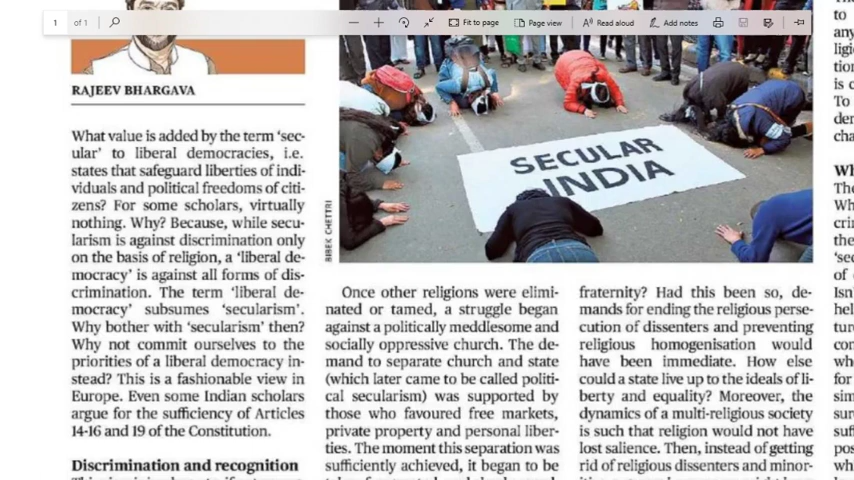 1 of 1
Fit to page
Page view
Read aloud
Add notes
RAJEEV BHARGAVA
What value is added by the term ‘sec-
ular’ to liberal democracies, i.e.
states that safeguard liberties of indi-
viduals and political freedoms of citi-
zens? For some scholars, virtually
nothing. Why? Because, while secu-
larism is against discrimination only
on the basis of religion, a ‘liberal de-
mocracy’ is against all forms of dis-
crimination. The term ‘liberal de-
mocracy’ subsumes ‘secularism’.
Why bother with ‘secularism’ then?
Why not commit ourselves to the
priorities of a liberal democracy in-
stead? This is a fashionable view in
Europe. Even some Indian scholars
argue for the sufficiency of Articles
14-16 and 19 of the Constitution.
Discrimination and recognition
SECULAR
INDIA
BIBEK CHETTRI
Once other religions were elimi-
nated or tamed, a struggle began
against a politically meddlesome and
socially oppressive church. The de-
mand to separate church and state
(which later came to be called politi-
cal secularism) was supported by
those who favoured free markets,
private property and personal liber-
ties. The moment this separation was
sufficiently achieved, it began to be
fraternity? Had this been so, de-
mands for ending the religious perse-
cution of dissenters and preventing
religious homogenisation would
have been immediate. How else
could a state live up to the ideals of li-
berty and equality? Moreover, the
dynamics of a multi-religious society
is such that religion would not have
lost salience. Then, instead of getting
rid of religious dissenters and minor-